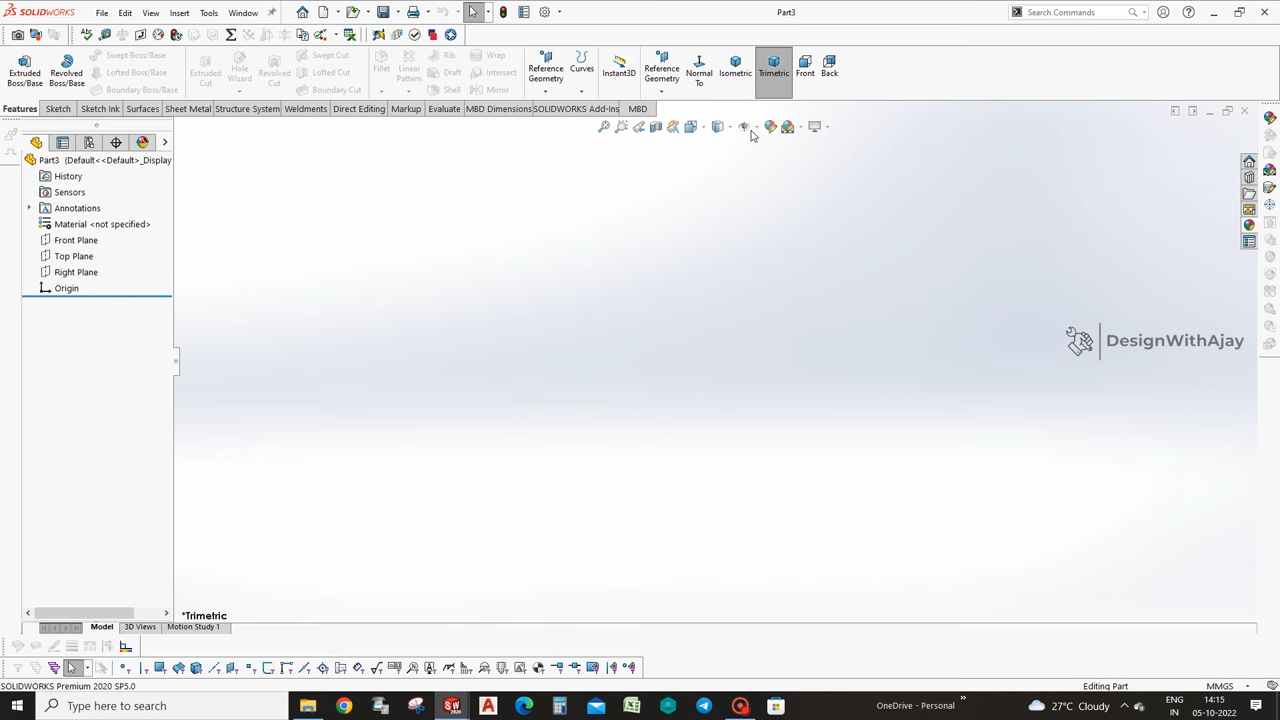 SOLIDWORKS File Edit View Insert Tools Window Part3 Search Commands
Extruded Boss/Base
Revolved Boss/Base
Swept Boss/Base
Lofted Boss/Base
Boundary Boss/Base
Extruded Cut
Hole Wizard
Revolved Cut
Swept Cut
Lofted Cut
Boundary Cut
Fillet
Linear Pattern
Rib
Draft
Shell
Wrap
Intersect
Mirror
Reference Geometry
Curves
Instant3D
Reference Geometry
Normal To
Isometric
Trimetric
Front
Back
Features Sketch Sketch Ink Surfaces Sheet Metal Structure System Weldments Direct Editing Markup Evaluate MBD Dimensions SOLIDWORKS Add-Ins MBD
Part3 (Default<<Default>_Display
History
Sensors
Annotations
Material <not specified>
Front Plane
Top Plane
Right Plane
Origin
DesignWithAjay
*Trimetric
Model 3D Views Motion Study 1
SOLIDWORKS Premium 2020 SP5.0 Editing Part MMGS
Type here to search OneDrive - Personal 27°C Cloudy ENG IN 14:15 05-10-2022